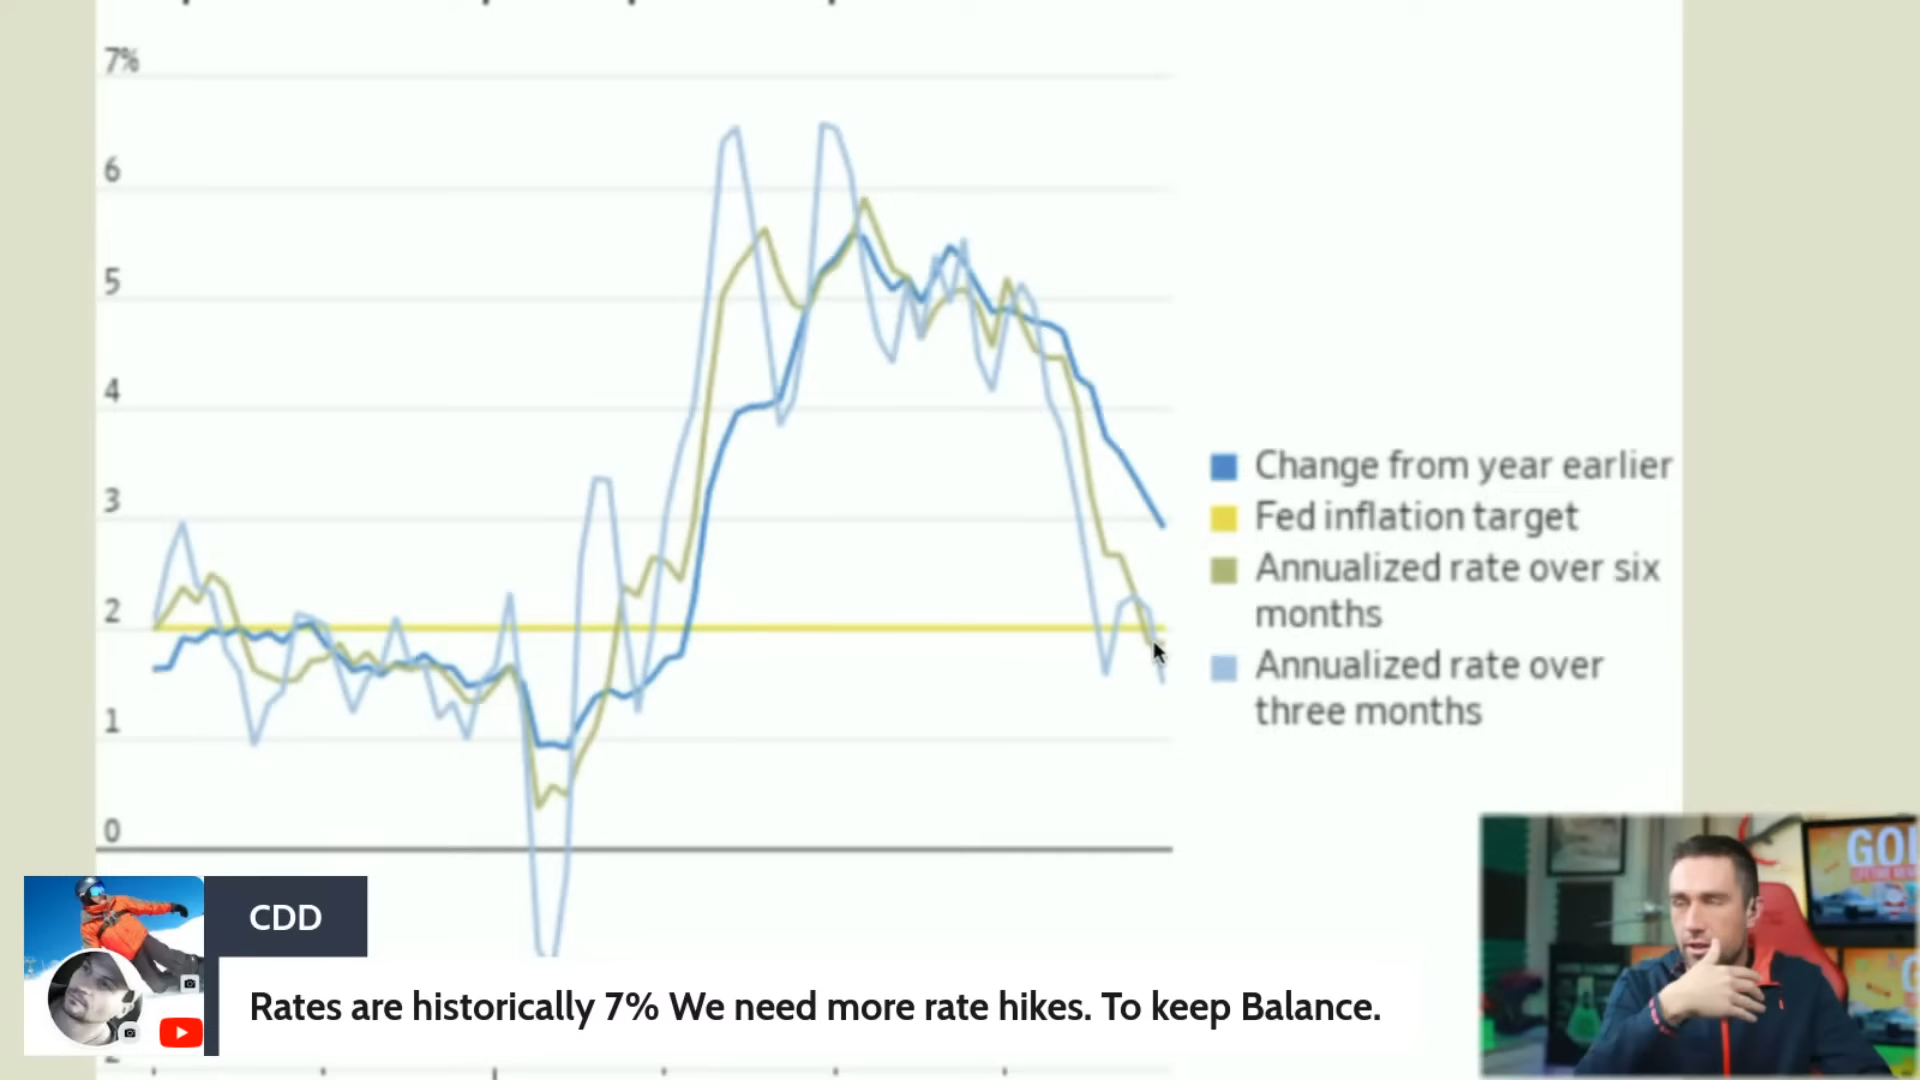 7%
6
5
4
3
2
1
0
Change from year earlier
Fed inflation target
Annualized rate over six
months
Annualized rate over
three months
CDD
Rates are historically 7% We need more rate hikes. To keep Balance.